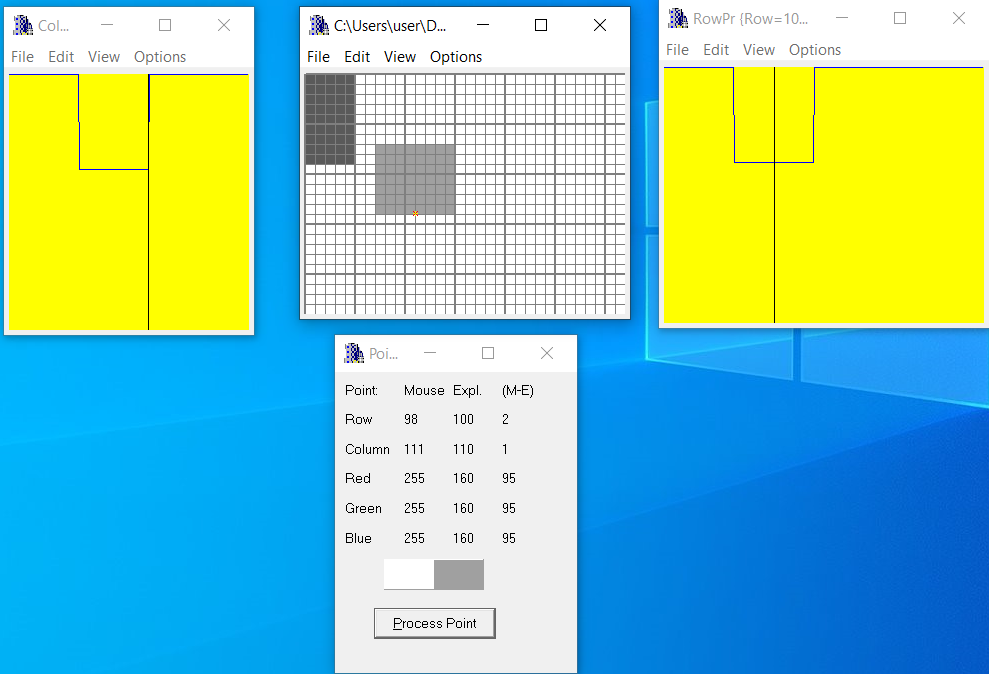 Col...
File Edit View Options
C:\Users\user\D...
File Edit View Options
RowPr {Row=10...
File Edit View Options
Poi...
Point: Mouse Expl. (M-E)
Row 98 100 2
Column 111 110 1
Red 255 160 95
Green 255 160 95
Blue 255 160 95
Process Point